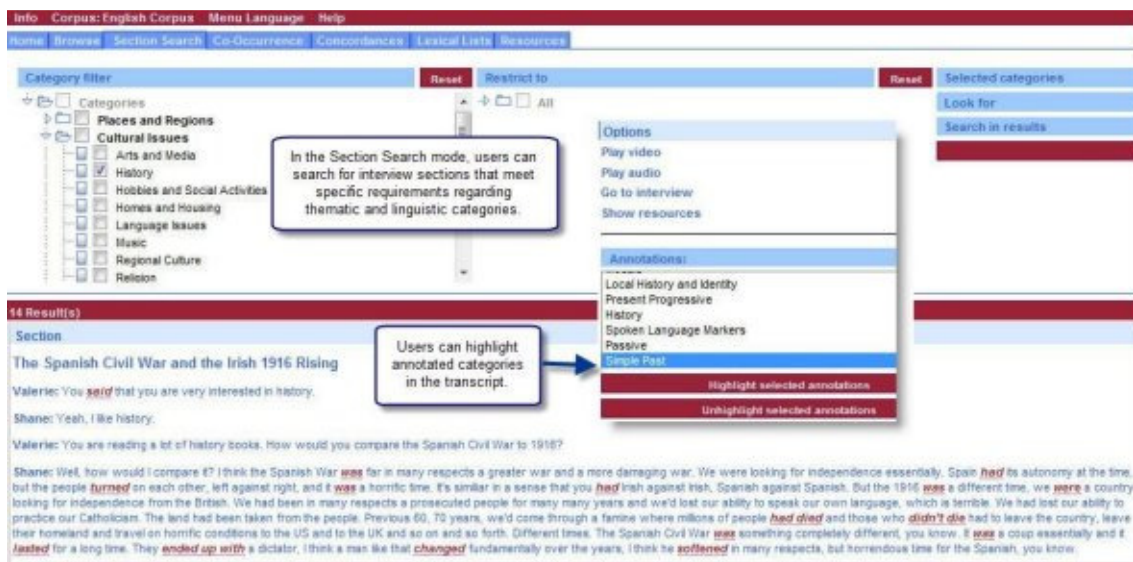 Info Corpus: English Corpus Menu Language Help
Home Browse Section Search Co-Occurrence Concordances Lexical Lists Resources
Category filter Reset Restrict to Reset Selected categories
Categories All Look for
Places and Regions Search in results
Cultural Issues
Arts and Media
History
Hobbies and Social Activities
Homes and Housing
Language Issues
Music
Regional Culture
Religion
In the Section Search mode, users can
search for interview sections that meet
specific requirements regarding
thematic and linguistic categories.
Options
Play video
Play audio
Go to interview
Show resources
Annotations:
Local History and Identity
Present Progressive
History
Spoken Language Markers
Passive
Simple Past
Highlight selected annotations
Unhighlight selected annotations
14 Result(s)
Section
Users can highlight
annotated categories
in the transcript.
The Spanish Civil War and the Irish 1916 Rising
Valerie: You said that you are very interested in history.
Shane: Yeah, I like history.
Valerie: You are reading a lot of history books. How would you compare the Spanish Civil War to 1916?
Shane: Well, how would I compare it? I think the Spanish War was far in many respects a greater war and a more damaging war. We were looking for independence essentially. Spain had its autonomy at the time,
but the people turned on each other, left against right, and it was a horrific time. It's similar in a sense that you had Irish against Irish, Spanish against Spanish. But the 1916 was a different time, we were a country
looking for independence from the British. We had been in many respects a prosecuted people for many many years and we'd lost our ability to speak our own language, which is terrible. We had lost our ability to
practice our Catholicism. The land had been taken from the people. Previous 60, 70 years, we'd come through a famine where millions of people had died and those who didn't die had to leave the country, leave
their homeland and travel on horrific conditions to the US and to the UK and so on and so forth. Different times. The Spanish Civil War was something completely different, you know. It was a coup essentially and it
lasted for a long time. They ended up with a dictator, I think a man like that changed fundamentally over the years, I think he softened in many respects, but horrendous time for the Spanish, you know.